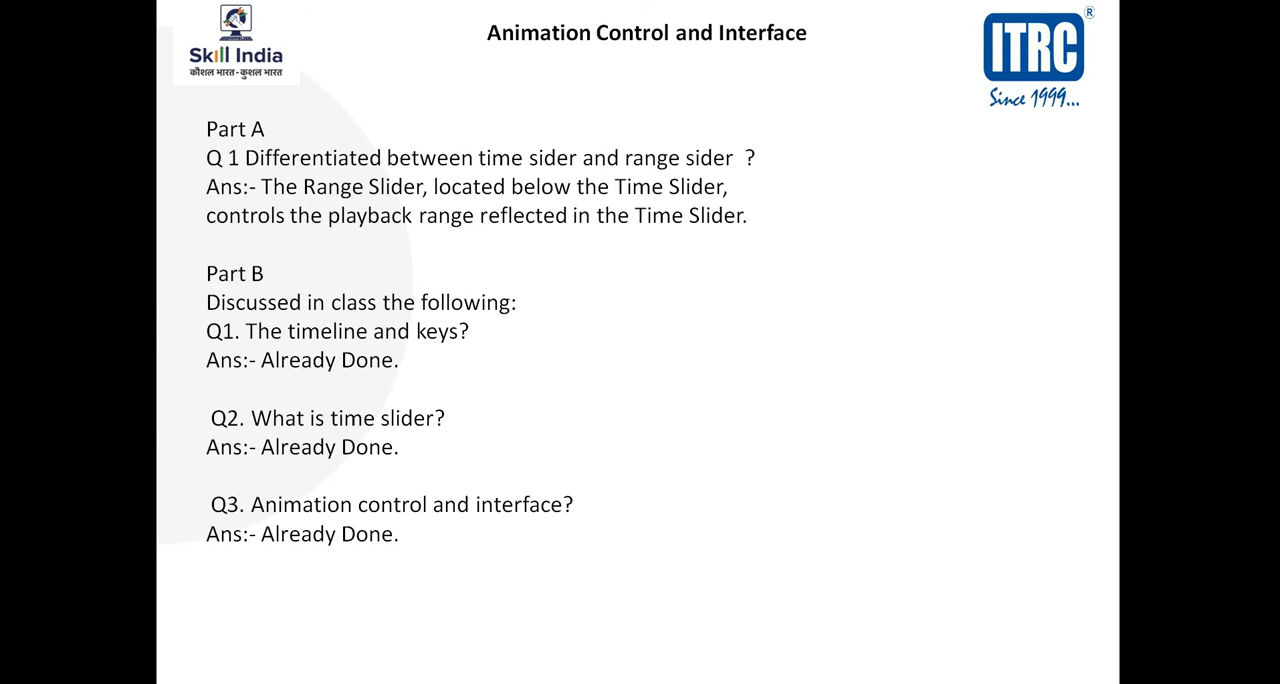 Skill India
कौशल भारत-कुशल भारत
Animation Control and Interface
ITRC
®
Since 1999...
Part A
Q 1 Differentiated between time sider and range sider ?
Ans:- The Range Slider, located below the Time Slider,
controls the playback range reflected in the Time Slider.
Part B
Discussed in class the following:
Q1. The timeline and keys?
Ans:- Already Done.
Q2. What is time slider?
Ans:- Already Done.
Q3. Animation control and interface?
Ans:- Already Done.